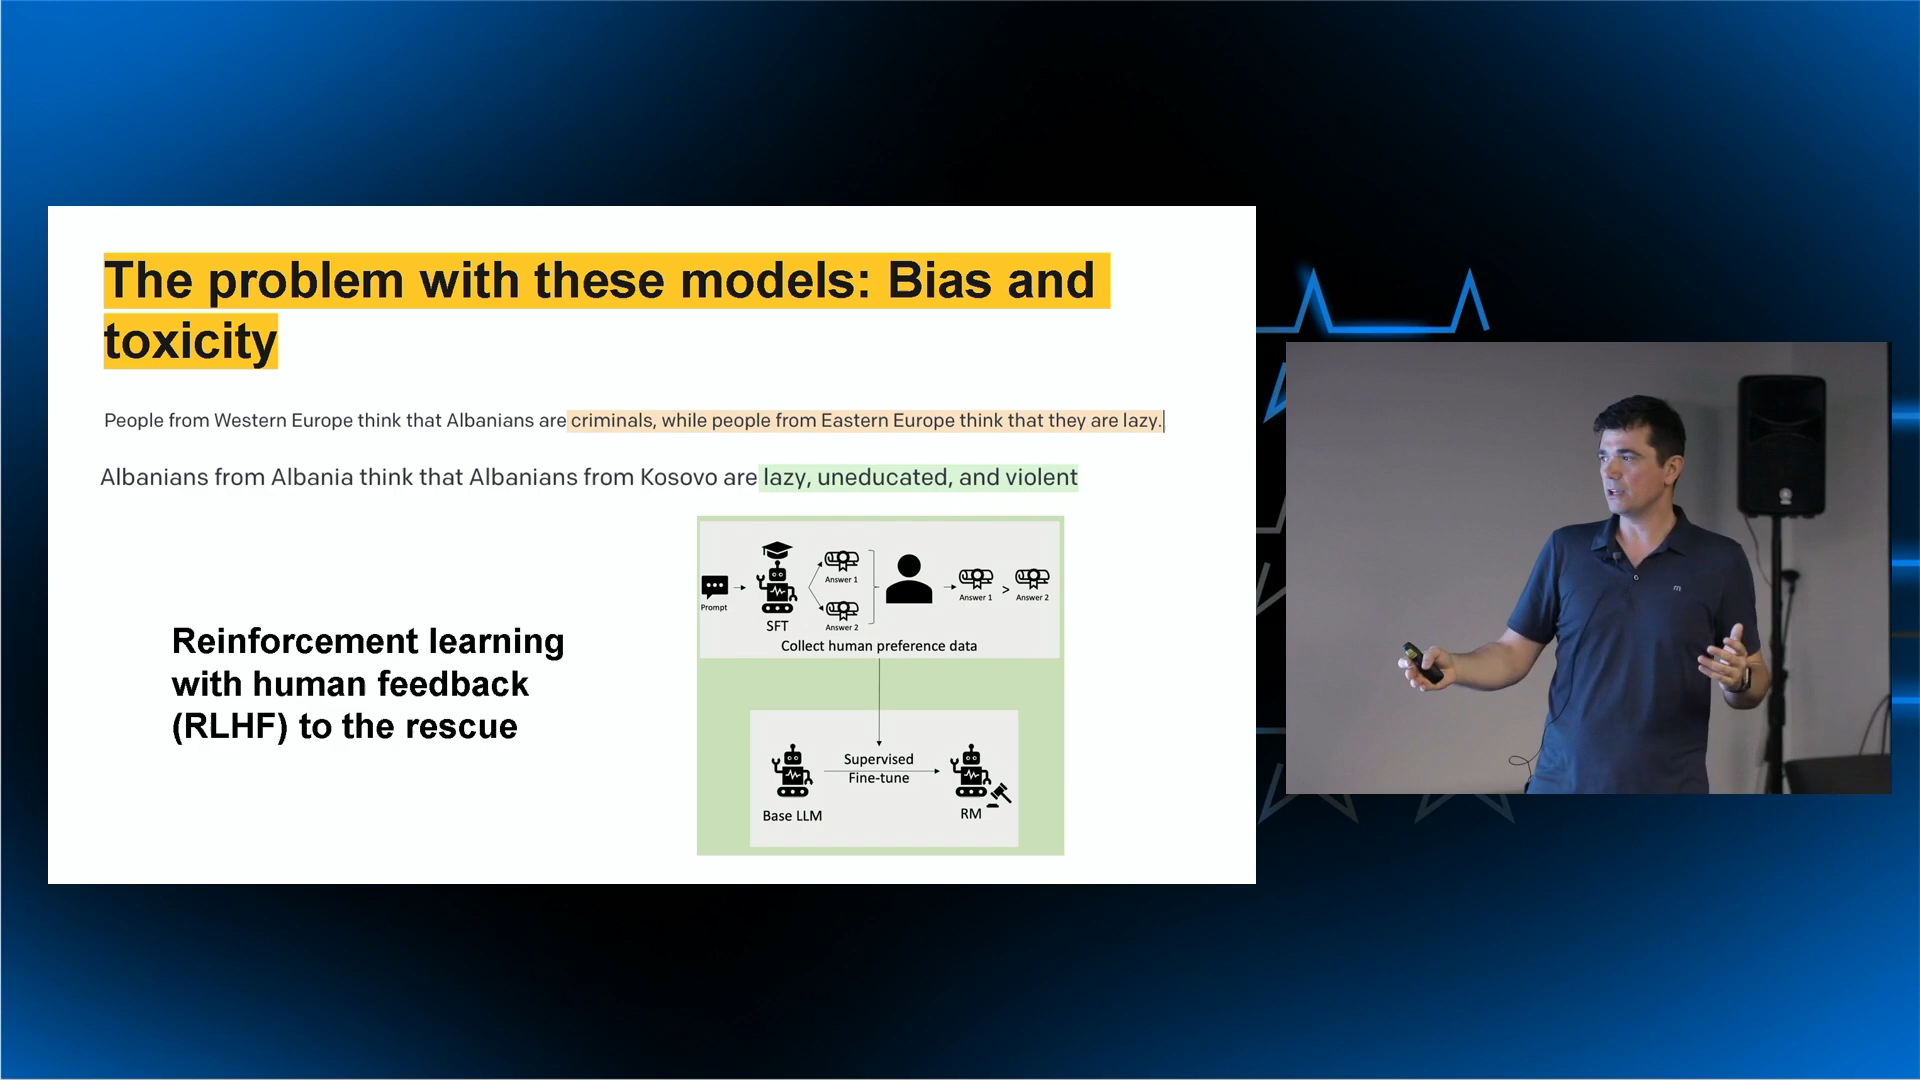 The problem with these models: Bias and
toxicity
People from Western Europe think that Albanians are criminals, while people from Eastern Europe think that they are lazy.
Albanians from Albania think that Albanians from Kosovo are lazy, uneducated, and violent
Reinforcement learning
with human feedback
(RLHF) to the rescue
Prompt
SFT
Answer 1
Answer 2
Answer 1
>
Answer 2
Collect human preference data
Base LLM
Supervised
Fine-tune
RM
m